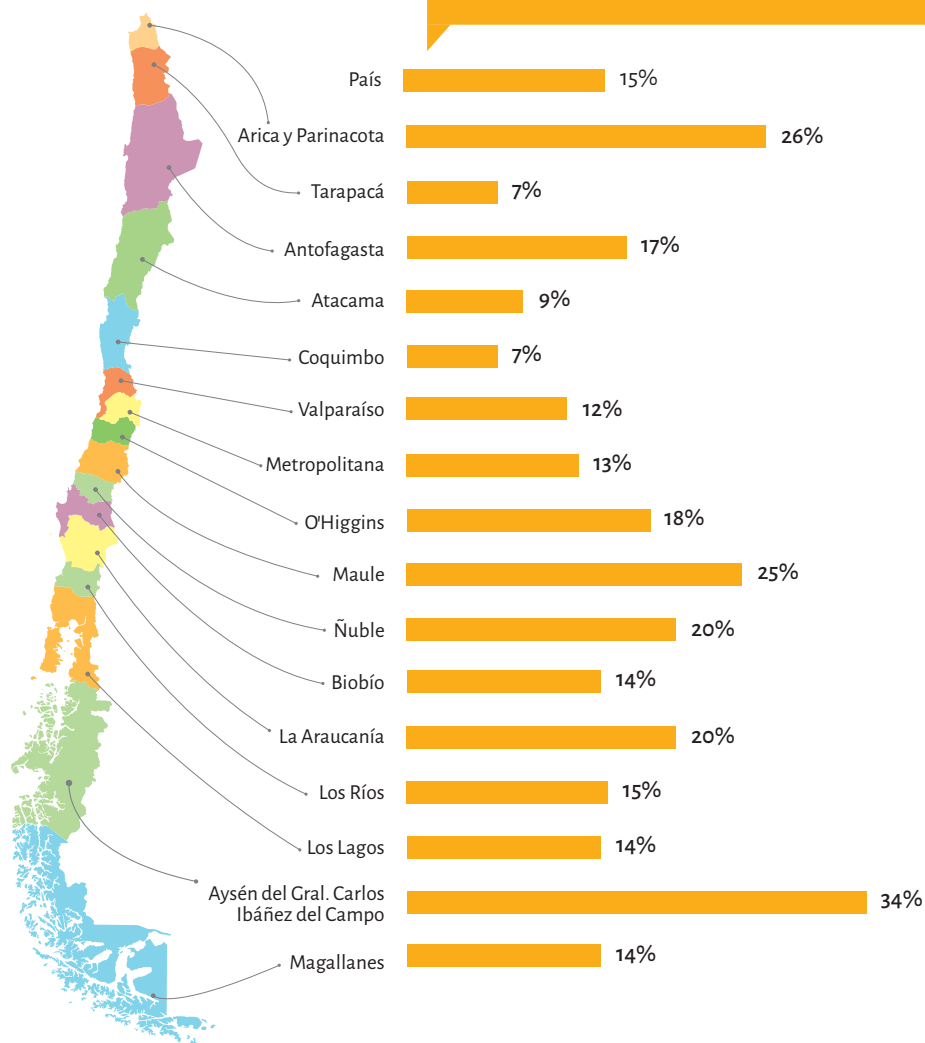 País 15%
Arica y Parinacota 26%
Tarapacá 7%
Antofagasta 17%
Atacama 9%
Coquimbo 7%
Valparaíso 12%
Metropolitana 13%
O'Higgins 18%
Maule 25%
Ñuble 20%
Biobío 14%
La Araucanía 20%
Los Ríos 15%
Los Lagos 14%
Aysén del Gral. Carlos
Ibáñez del Campo 34%
Magallanes 14%